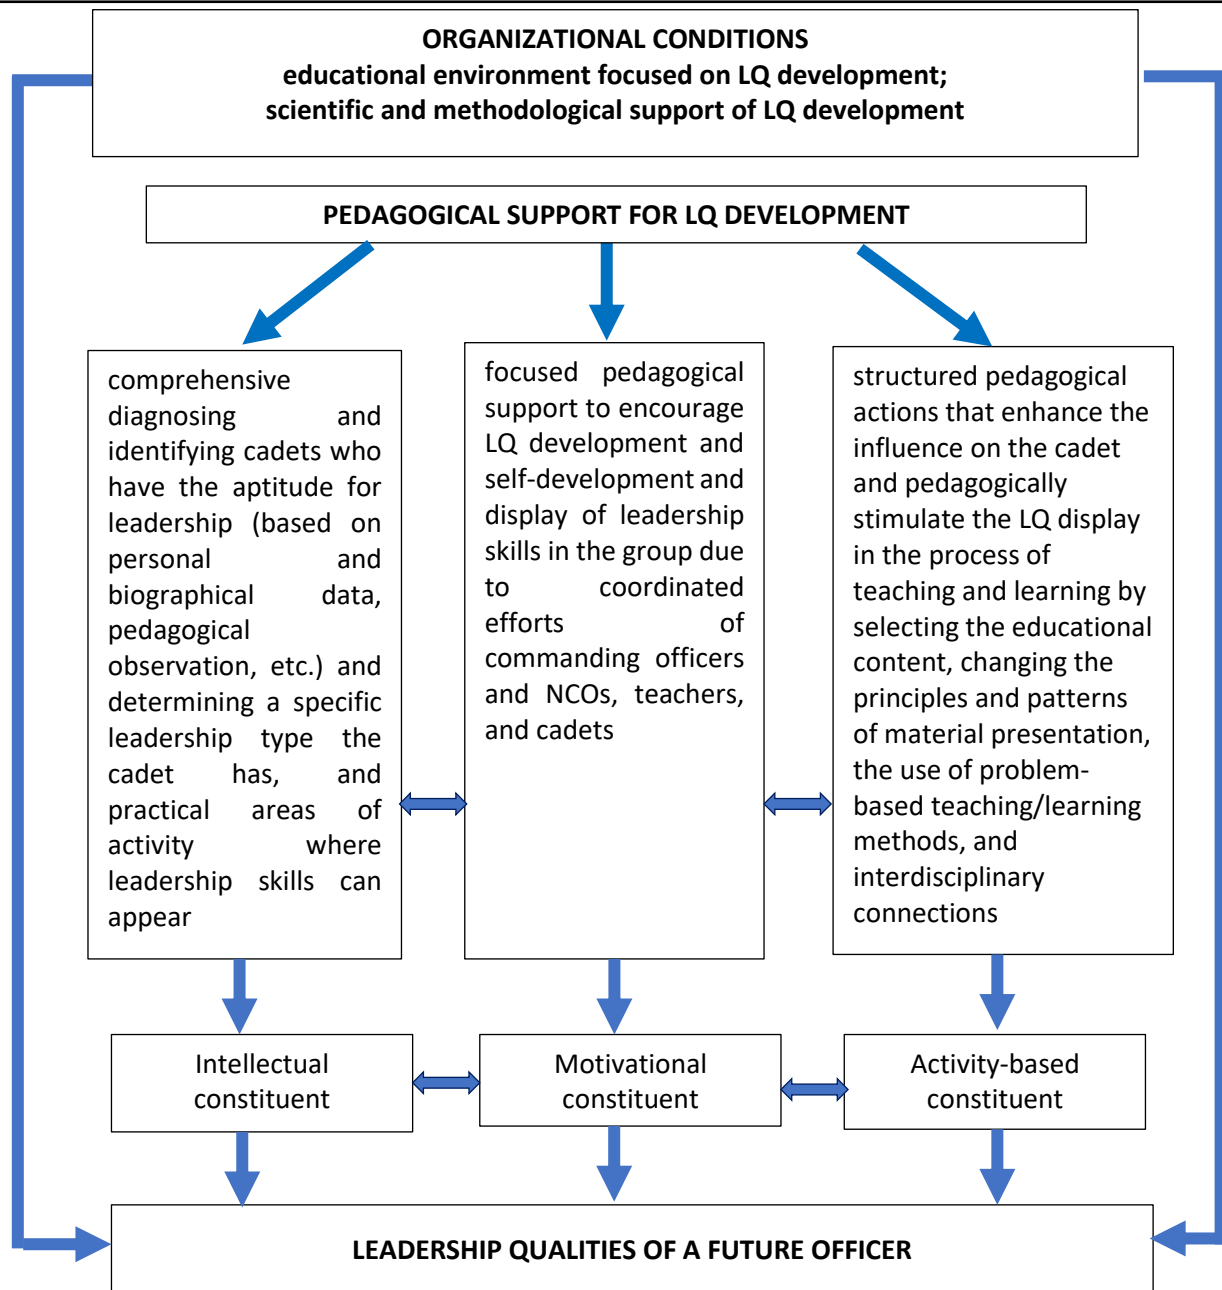 ORGANIZATIONAL CONDITIONS
educational environment focused on LQ development;
scientific and methodological support of LQ development
PEDAGOGICAL SUPPORT FOR LQ DEVELOPMENT
comprehensive
diagnosing and
identifying cadets who
have the aptitude for
leadership (based on
personal and
biographical data,
pedagogical
observation, etc.) and
determining a specific
leadership type the
cadet has, and
practical areas of
activity where
leadership skills can
appear
focused pedagogical
support to encourage
LQ development and
self-development and
display of leadership
skills in the group due
to coordinated
efforts of
commanding officers
and NCOs, teachers,
and cadets
structured pedagogical
actions that enhance the
influence on the cadet
and pedagogically
stimulate the LQ display
in the process of
teaching and learning by
selecting the educational
content, changing the
principles and patterns
of material presentation,
the use of problem-
based teaching/learning
methods, and
interdisciplinary
connections
Intellectual
constituent
Motivational
constituent
Activity-based
constituent
LEADERSHIP QUALITIES OF A FUTURE OFFICER